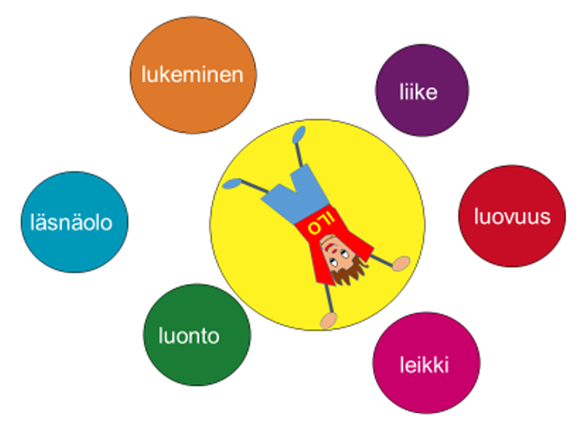 lukeminen
liike
läsnäolo
luovuus
ILO
luonto
leikki